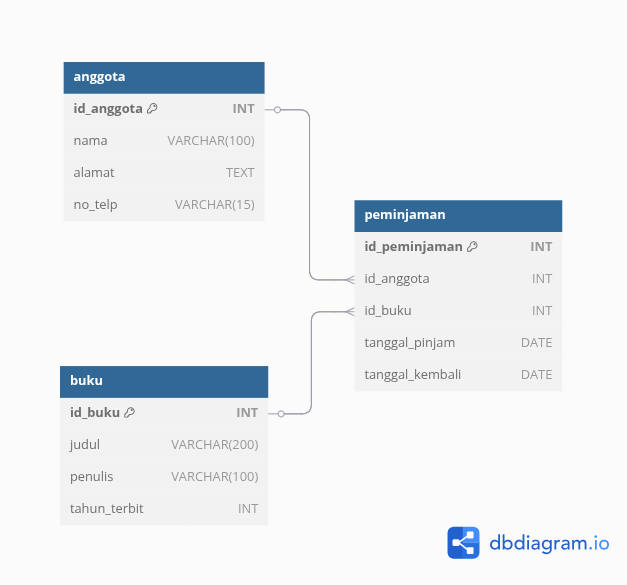 anggota
id_anggota INT
nama VARCHAR(100)
alamat TEXT
no_telp VARCHAR(15)
peminjaman
id_peminjaman INT
id_anggota INT
id_buku INT
tanggal_pinjam DATE
tanggal_kembali DATE
buku
id_buku INT
judul VARCHAR(200)
penulis VARCHAR(100)
tahun_terbit INT
dbdiagram.io